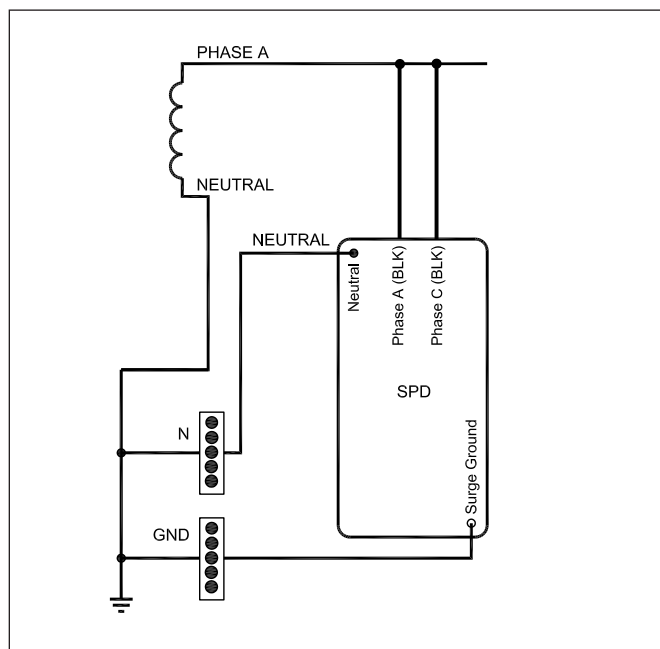 PHASE A
NEUTRAL
NEUTRAL
Neutral
Phase A (BLK)
Phase C (BLK)
SPD
N
Surge Ground
GND